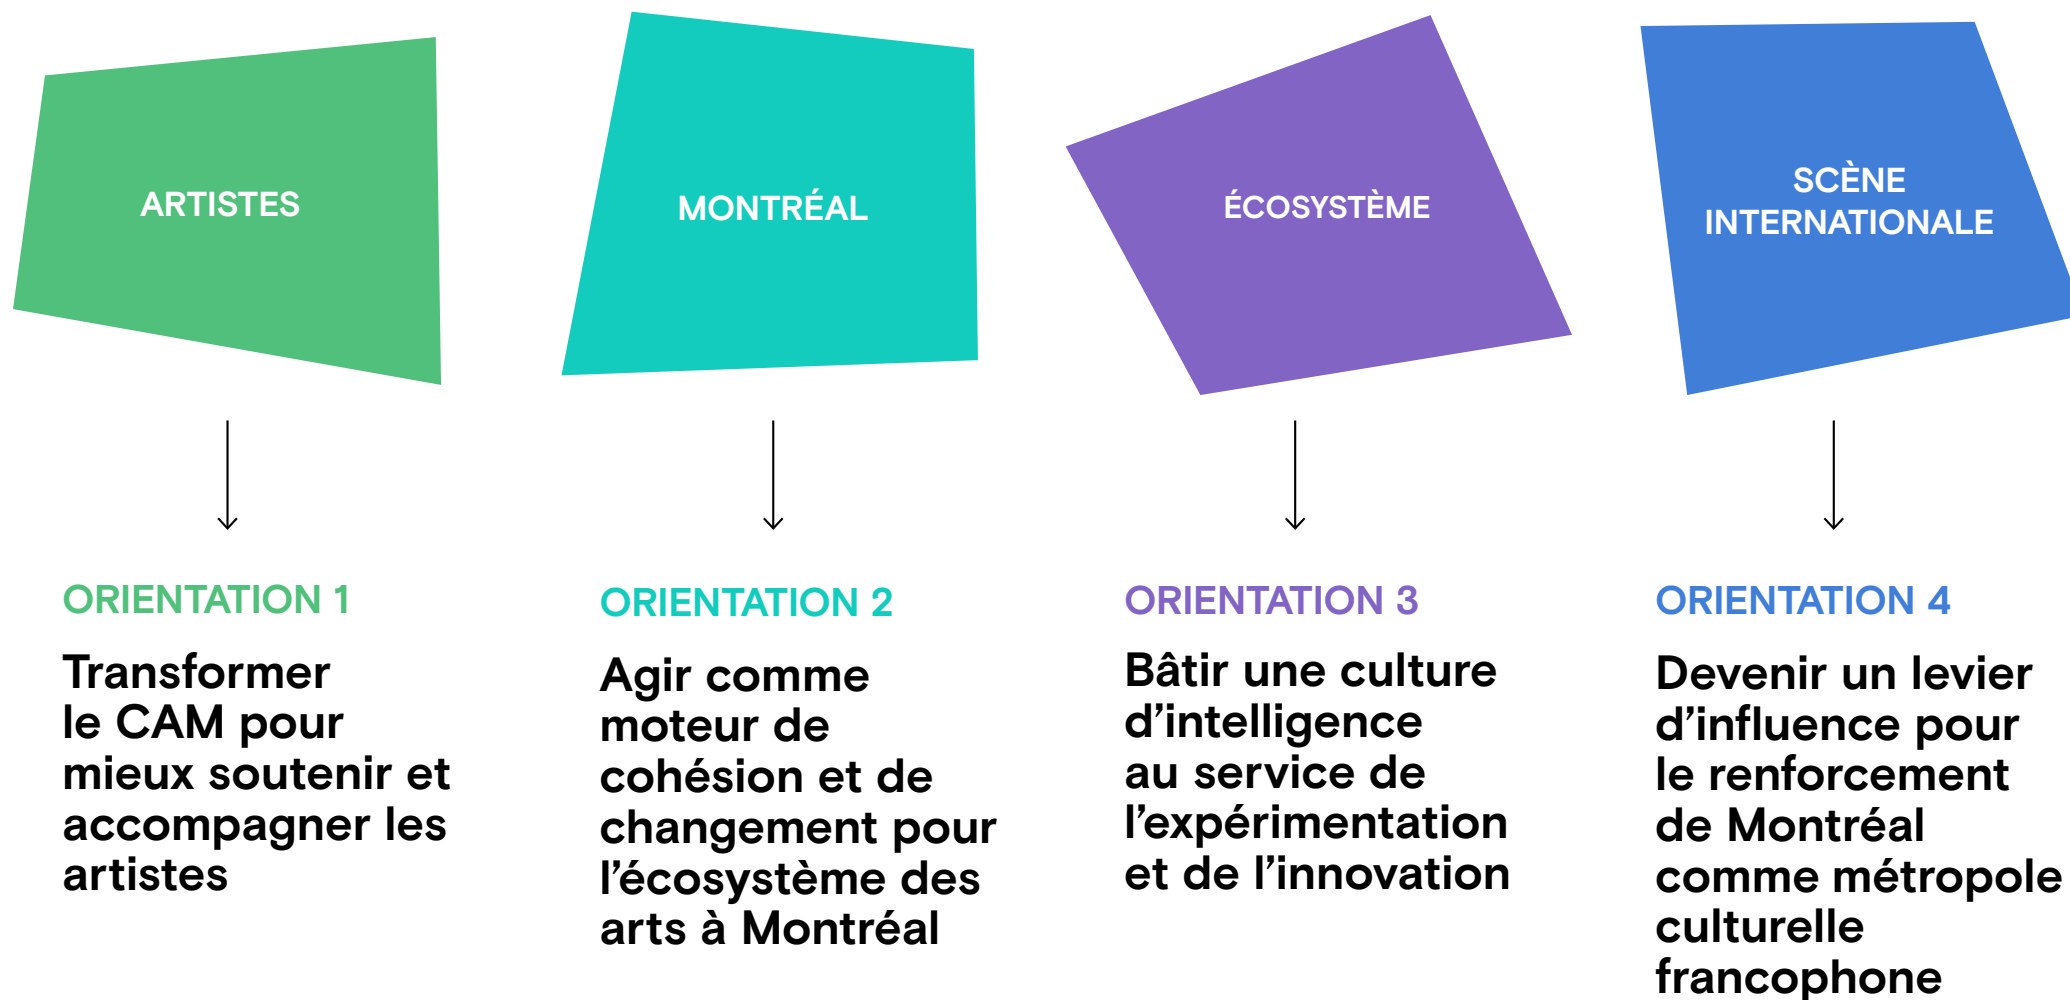 ARTISTES
MONTRÉAL
ÉCOSYSTÈME
SCÈNE
INTERNATIONALE
ORIENTATION 1
Transformer
le CAM pour
mieux soutenir et
accompagner les
artistes
ORIENTATION 2
Agir comme
moteur de
cohésion et de
changement pour
l’écosystème des
arts à Montréal
ORIENTATION 3
Bâtir une culture
d’intelligence
au service de
l’expérimentation
et de l’innovation
ORIENTATION 4
Devenir un levier
d’influence pour
le renforcement
de Montréal
comme métropole
culturelle
francophone